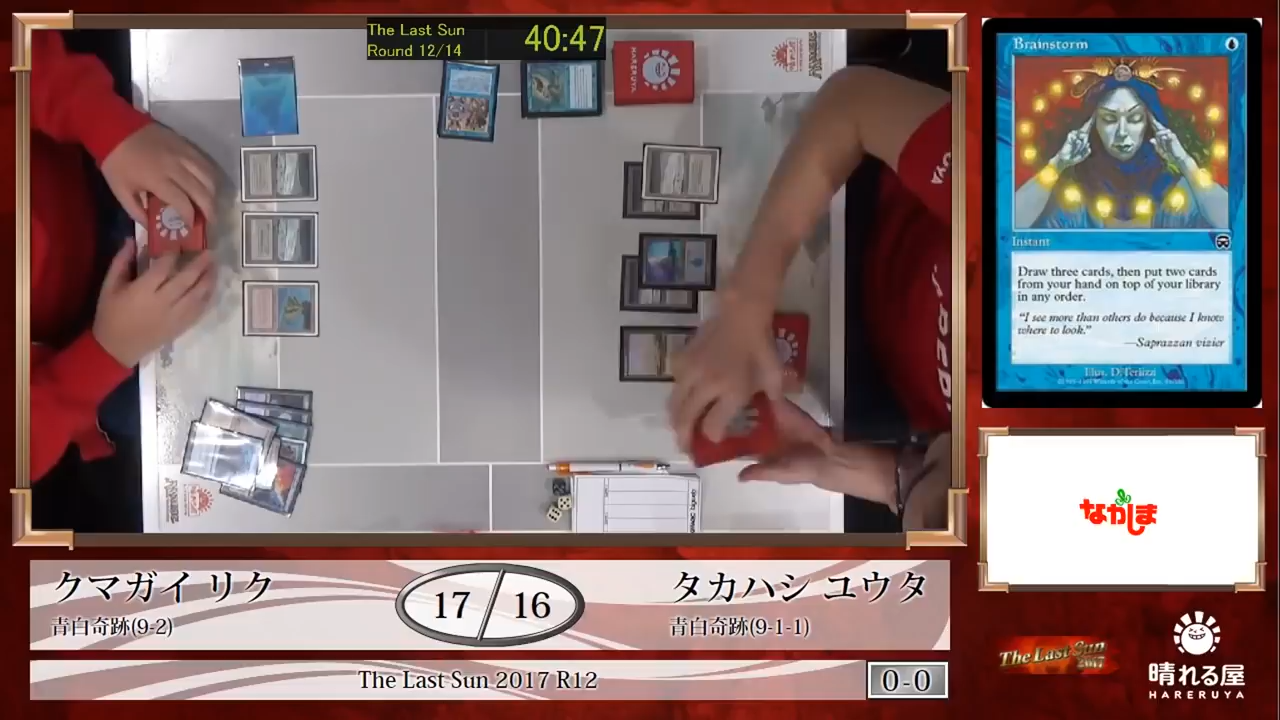 The Last Sun
Round 12/14
40:47
HARERUYA
Brainstorm
Instant
Draw three cards, then put two cards
from your hand on top of your library
in any order.
"I see more than others do because I know
where to look."
—Saprazzan vizier
Illus. D.Terlizzi
なかしま
クマガイ リク
青白奇跡(9-2)
17/16
タカハシ ユウタ
青白奇跡(9-1-1)
The Last Sun 2017 R12
0-0
The Last Sun
2017
晴れる屋
HARERUYA